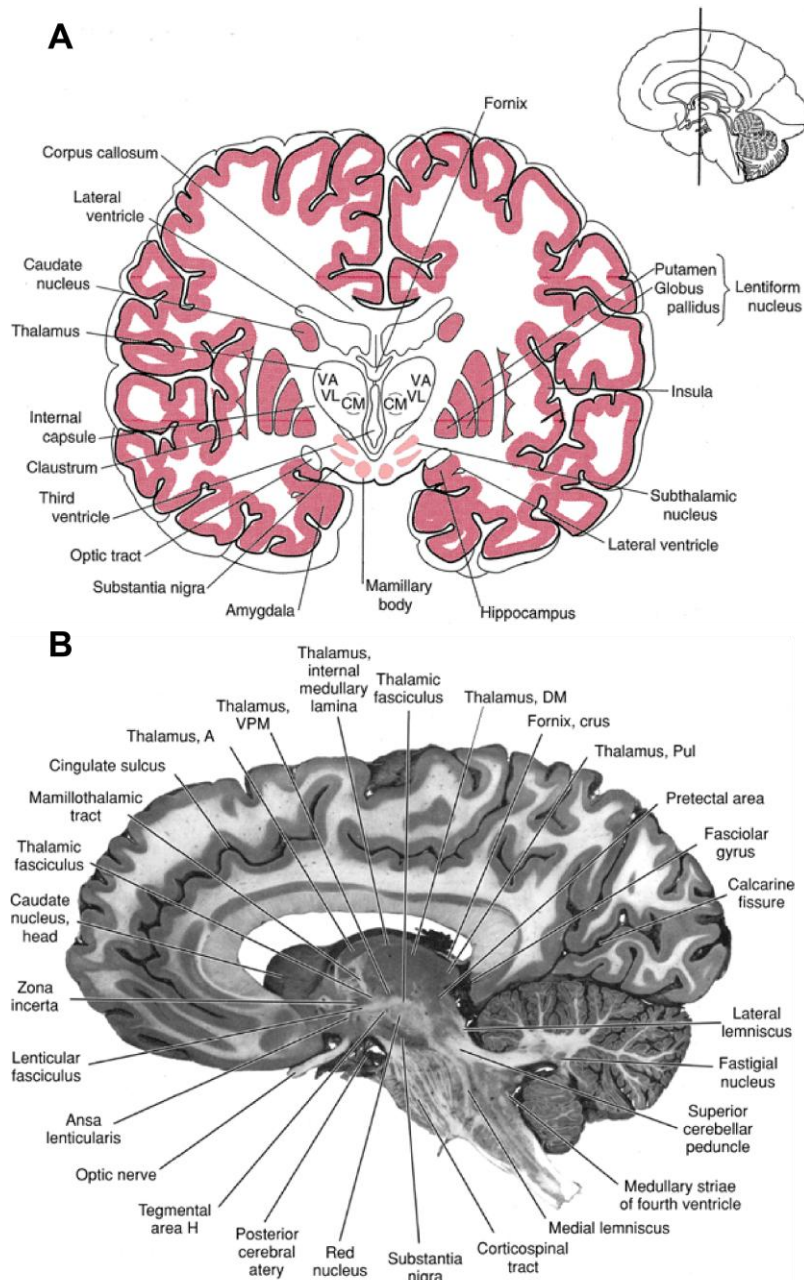 A
Fornix
Corpus callosum
Lateral
ventricle
Caudate
nucleus
Thalamus
Internal
capsule
Claustrum
Third
ventricle
Optic tract
Substantia nigra
Amygdala
Mamillary
body
Hippocampus
Lateral ventricle
Subthalamic
nucleus
Insula
Putamen
Globus
pallidus
Lentiform
nucleus
VA
VL
CM
CM
VA
VL
B
Thalamus,
internal
medullary
lamina
Thalamic
fasciculus
Thalamus,
VPM
Thalamus, DM
Thalamus, A
Fornix, crus
Cingulate sulcus
Thalamus, Pul
Mamillothalamic
tract
Pretectal area
Thalamic
fasciculus
Fasciolar
gyrus
Caudate
nucleus,
head
Calcarine
fissure
Zona
incerta
Lateral
lemniscus
Lenticular
fasciculus
Fastigial
nucleus
Ansa
lenticularis
Superior
cerebellar
peduncle
Optic nerve
Medullary striae
of fourth ventricle
Tegmental
area H
Medial lemniscus
Posterior
cerebral
atery
Red
nucleus
Substantia
nigra
Corticospinal
tract